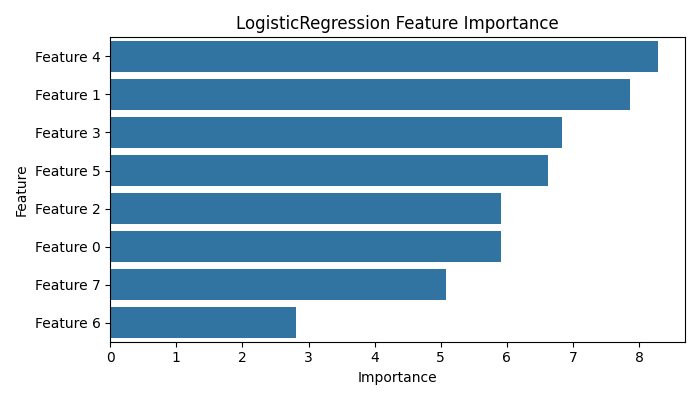 LogisticRegression Feature Importance
Feature 4
Feature 1
Feature 3
Feature 5
Feature 2
Feature 0
Feature 7
Feature 6
Feature
0 1 2 3 4 5 6 7 8
Importance